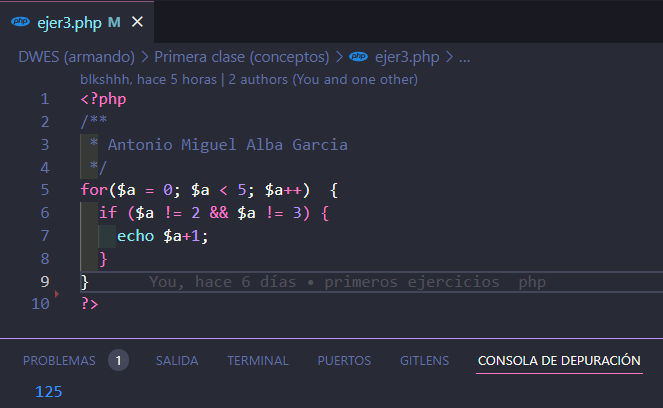 php ejer3.php M ×
DWES (armando) > Primera clase (conceptos) > php ejer3.php > ...
blkshhh, hace 5 horas | 2 authors (You and one other)
1 <?php
2 /**
3  * Antonio Miguel Alba Garcia
4  */
5 for($a = 0; $a < 5; $a++)  {
6   if ($a != 2 && $a != 3) {
7     echo $a+1;
8   }
9 } You, hace 6 días • primeros ejercicios php
10 ?>
PROBLEMAS 1 SALIDA TERMINAL PUERTOS GITLENS CONSOLA DE DEPURACIÓN
125